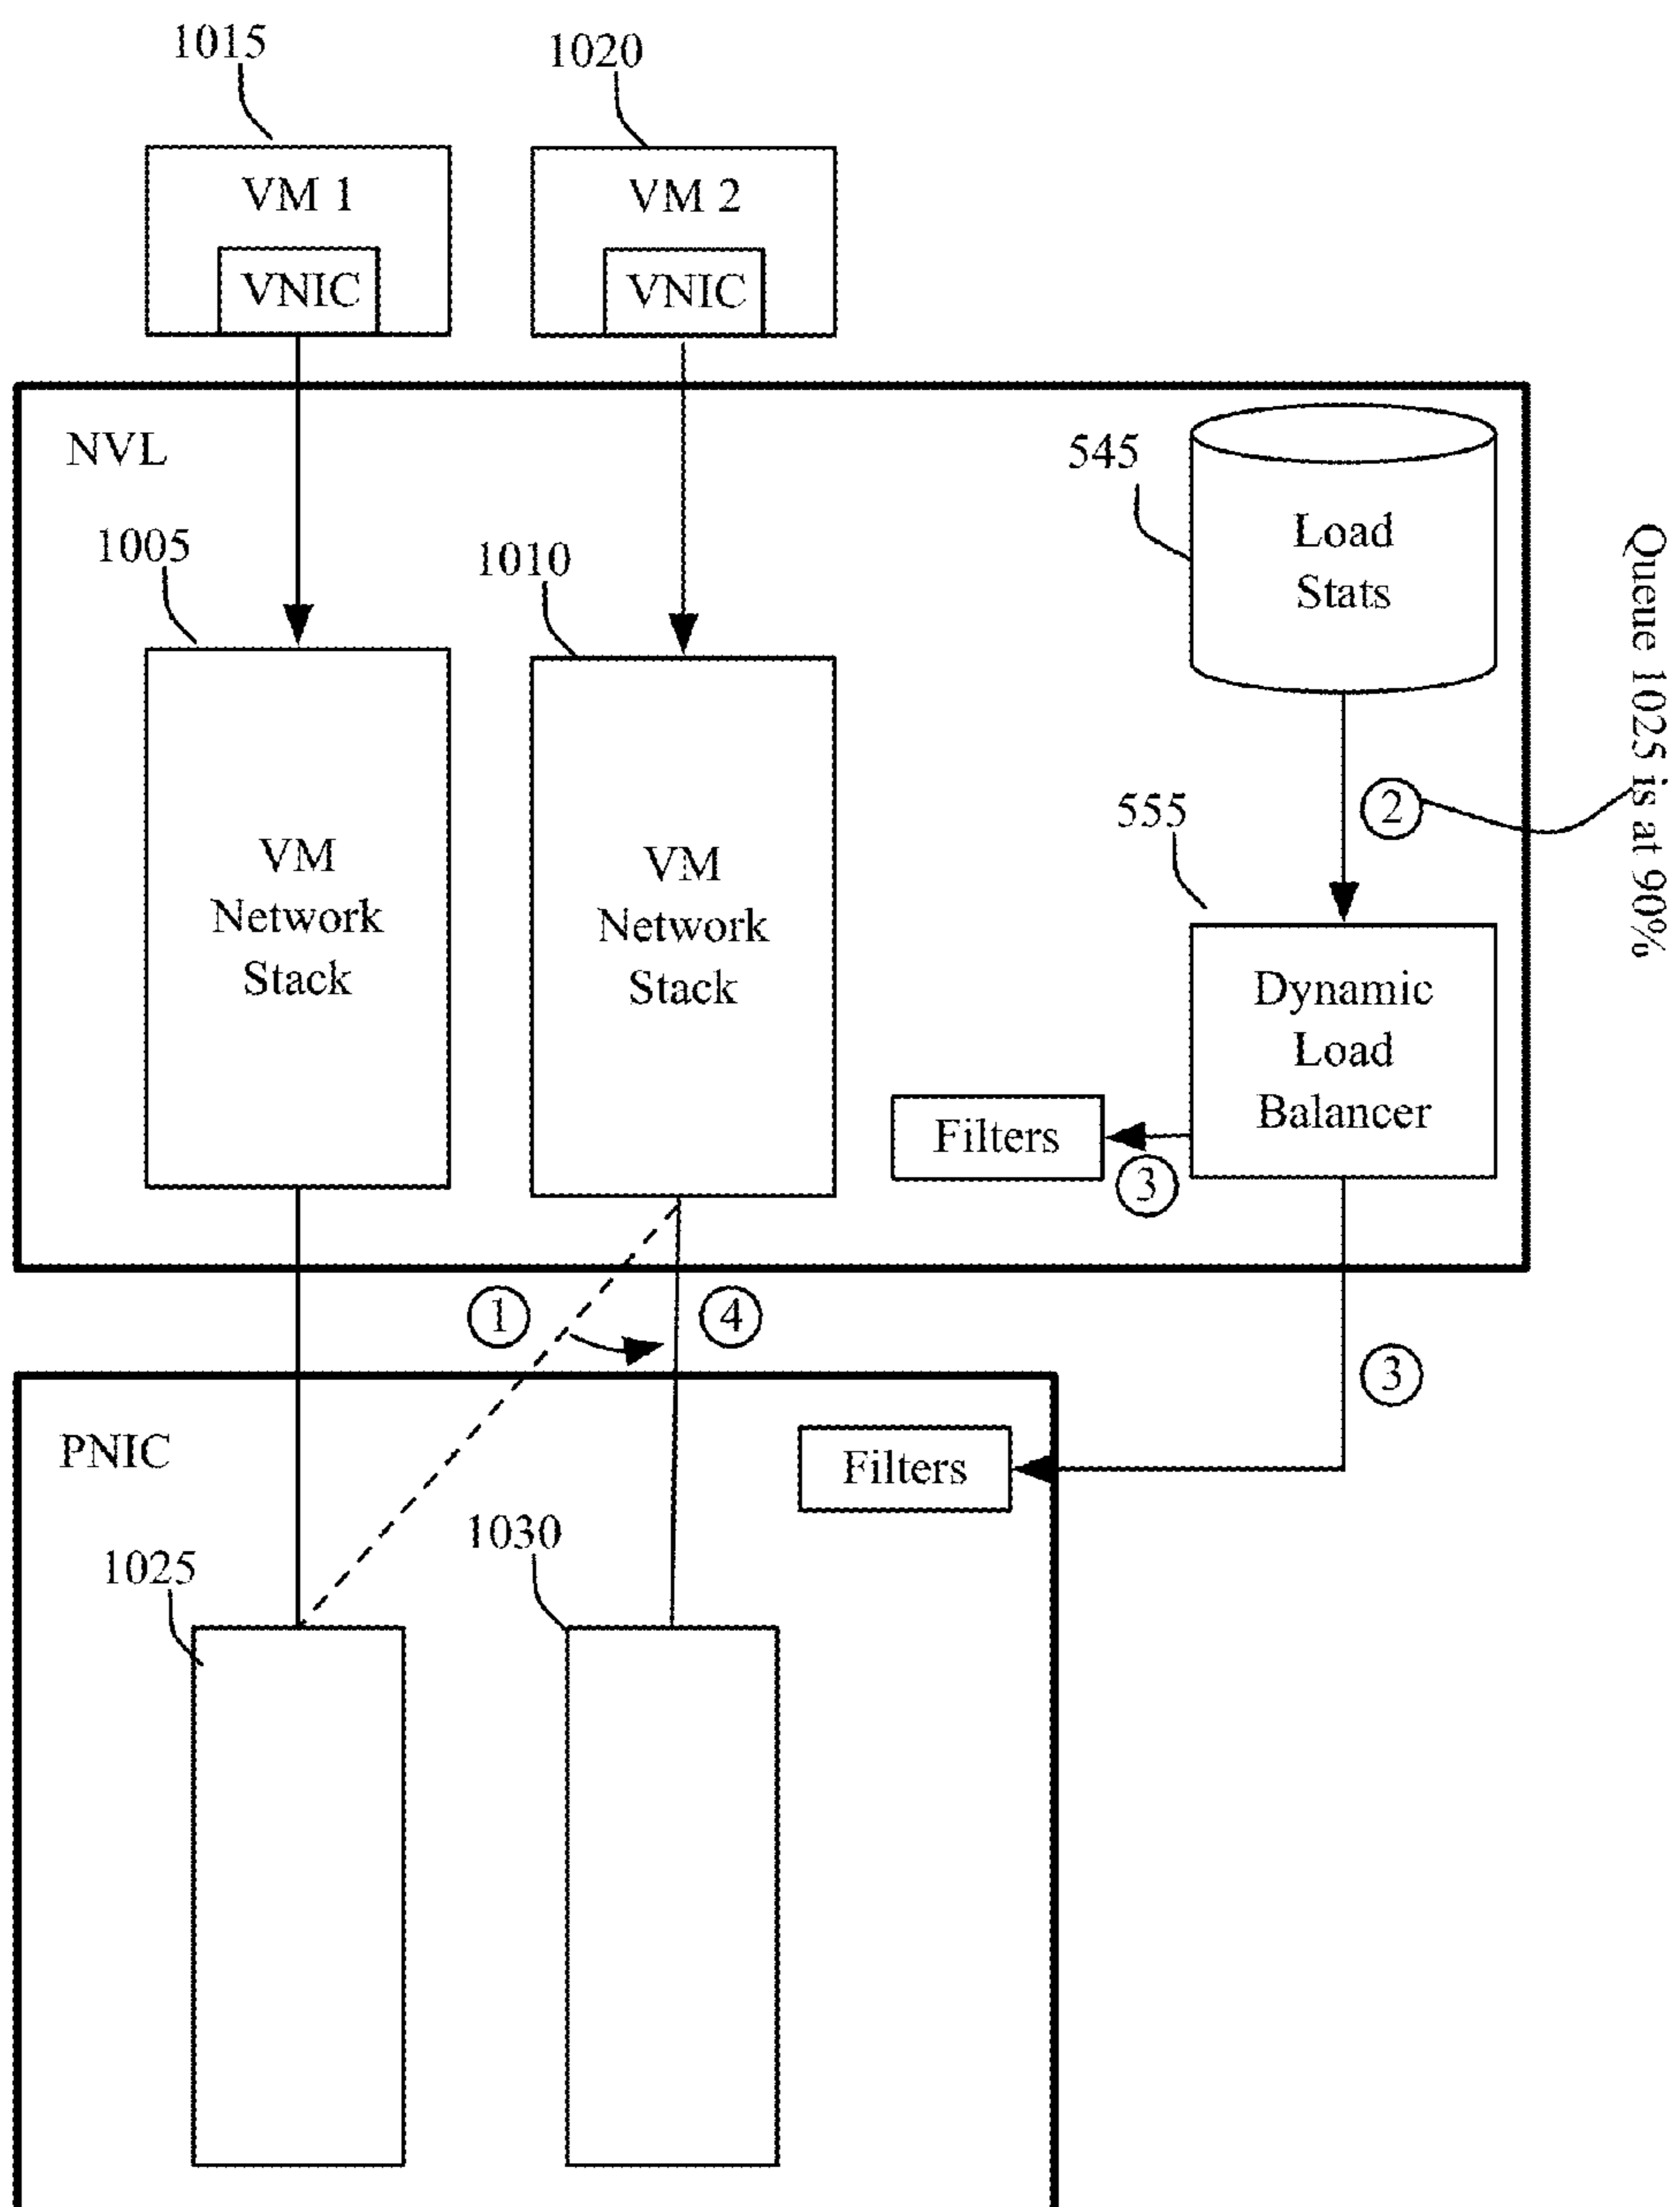 1015
1020
VM 1
VM 2
VNIC
VNIC
NVL
545
Load
Stats
Queue 1025 is at 90%
1005
1010
2
555
VM
Network
Stack
VM
Network
Stack
Dynamic
Load
Balancer
Filters
3
1
4
3
PNIC
Filters
1025
1030